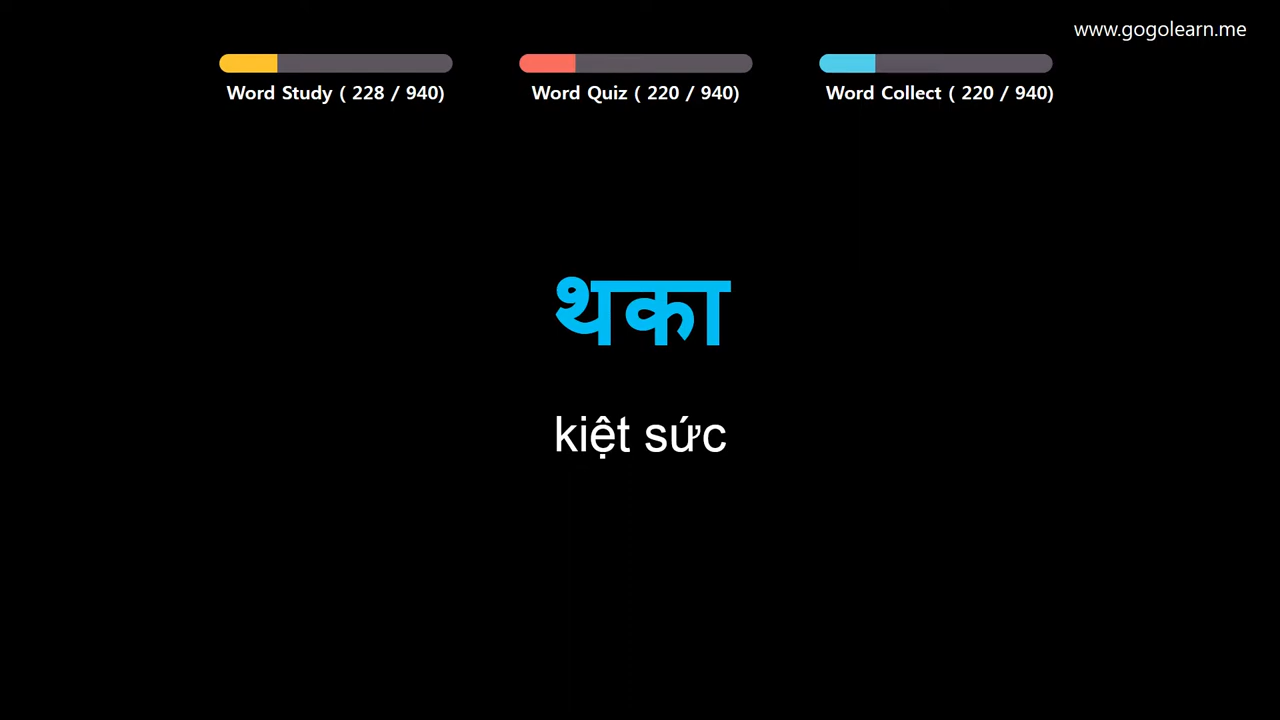 www.gogolearn.me
Word Study ( 228 / 940)
Word Quiz ( 220 / 940)
Word Collect ( 220 / 940)
थका
kiệt sức